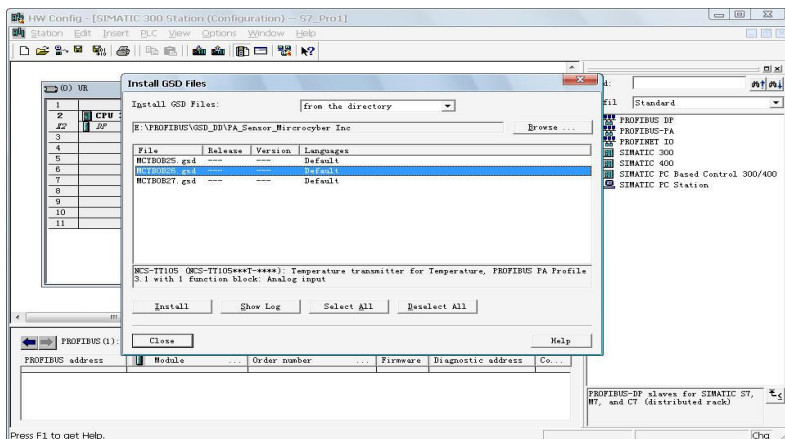 HW Config - [SIMATIC 300 Station (Configuration) -- S7_Pro1]
Station Edit Insert PLC View Options Window Help
(0) UR
1
2 CPU
X2 DP
3
4
5
6
7
8
9
10
11
Install GSD Files
Install GSD Files: from the directory
E:\PROFIBUS\GSD_DD\PA_Sensor_Mircrocyber Inc Browse ...
File Release Version Languages
MCYB0B25.gsd --- --- Default
MCYB0B26.gsd --- --- Default
MCYB0B27.gsd --- --- Default
NCS-TT105 (NCS-TT105***T-****): Temperature transmitter for Temperature, PROFIBUS PA Profile
3.1 with 1 function block: Analog input
Install Show Log Select All Deselect All
Close Help
d:
fil Standard
PROFIBUS DP
PROFIBUS-PA
PROFINET IO
SIMATIC 300
SIMATIC 400
SIMATIC PC Based Control 300/400
SIMATIC PC Station
PROFIBUS(1):
PROFIBUS address Module ... Order number ... Firmware Diagnostic address Co...
PROFIBUS-DP slaves for SIMATIC S7,
M7, and C7 (distributed rack)
Press F1 to get Help.
Chg